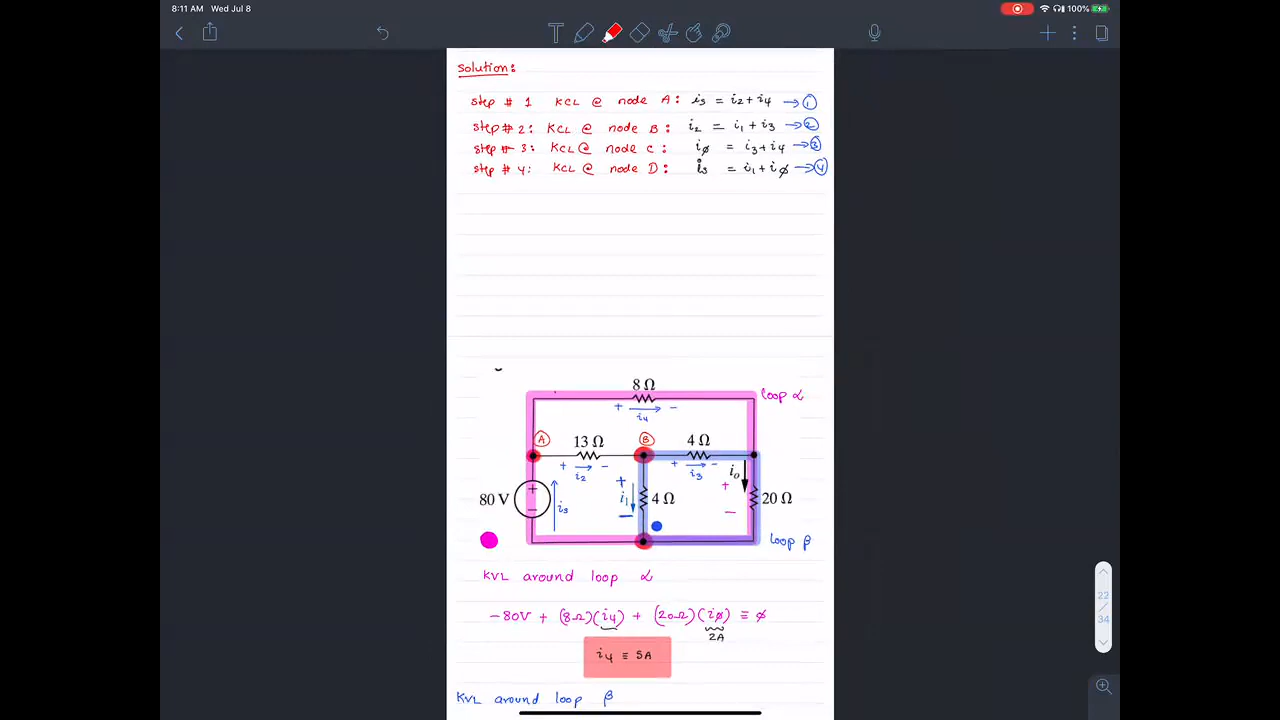 8:11 AM Wed Jul 8
100%
Solution:
Step # 1 KCL @ node A: is = i2 + i4 → ①
Step # 2: KCL @ node B: i2 = i1 + i3 → ②
Step # 3: KCL @ node C: iø = i3 + i4 → ③
Step # 4: KCL @ node D: is = i1 + iø → ④
8 Ω
loop α
+ i4 -
A 13 Ω B 4 Ω
+ i2 - + i3 - io
80 V + - is + i1 - 4 Ω + - 20 Ω
loop β
KVL around loop α
-80V + (8Ω)(i4) + (20Ω)(iø) ≡ ø
2A
i4 ≡ 5A
KVL around loop β
22
34